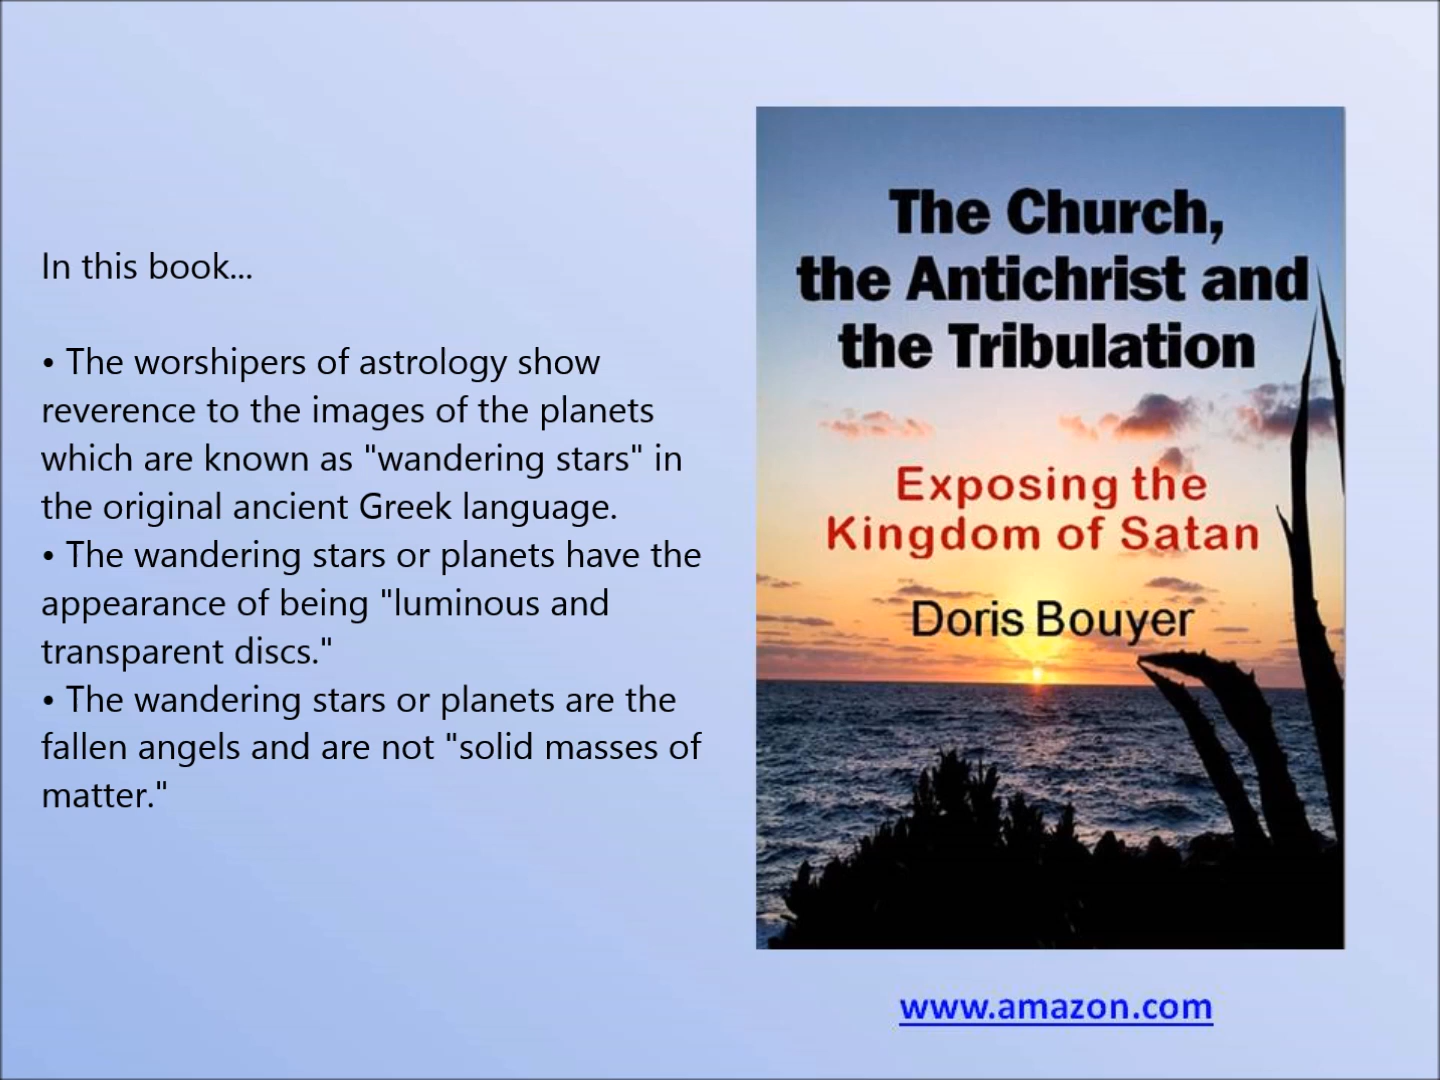 In this book...
• The worshipers of astrology show
reverence to the images of the planets
which are known as "wandering stars" in
the original ancient Greek language.
• The wandering stars or planets have the
appearance of being "luminous and
transparent discs."
• The wandering stars or planets are the
fallen angels and are not "solid masses of
matter."
The Church,
the Antichrist and
the Tribulation
Exposing the
Kingdom of Satan
Doris Bouyer
www.amazon.com